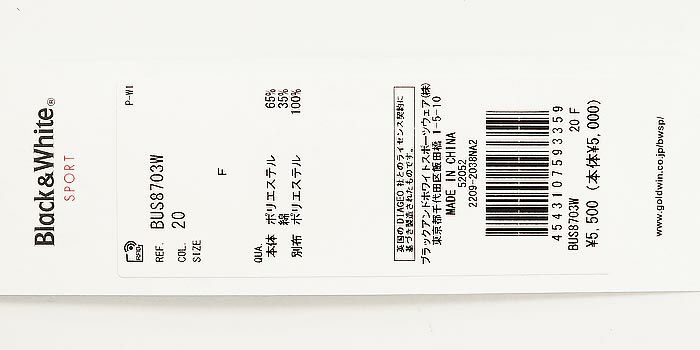 Black&White®
SPORT
P-WI
RFID
REF. BUS8703W
COL. 20
SIZE F
QUA.
本体 ポリエステル 65%
綿 35%
別布 ポリエステル 100%
英国のDIAGEO社とのライセンス契約に
基づき製造されたものです。
ブラックアンドホワイトスポーツウェア(株)
東京都千代田区飯田橋 1-5-10
MADE IN CHINA
52052
2209-2038NA2
4543107593359
BUS8703W 20 F
¥5,500 (本体¥5,000)
www.goldwin.co.jp/bwsp/